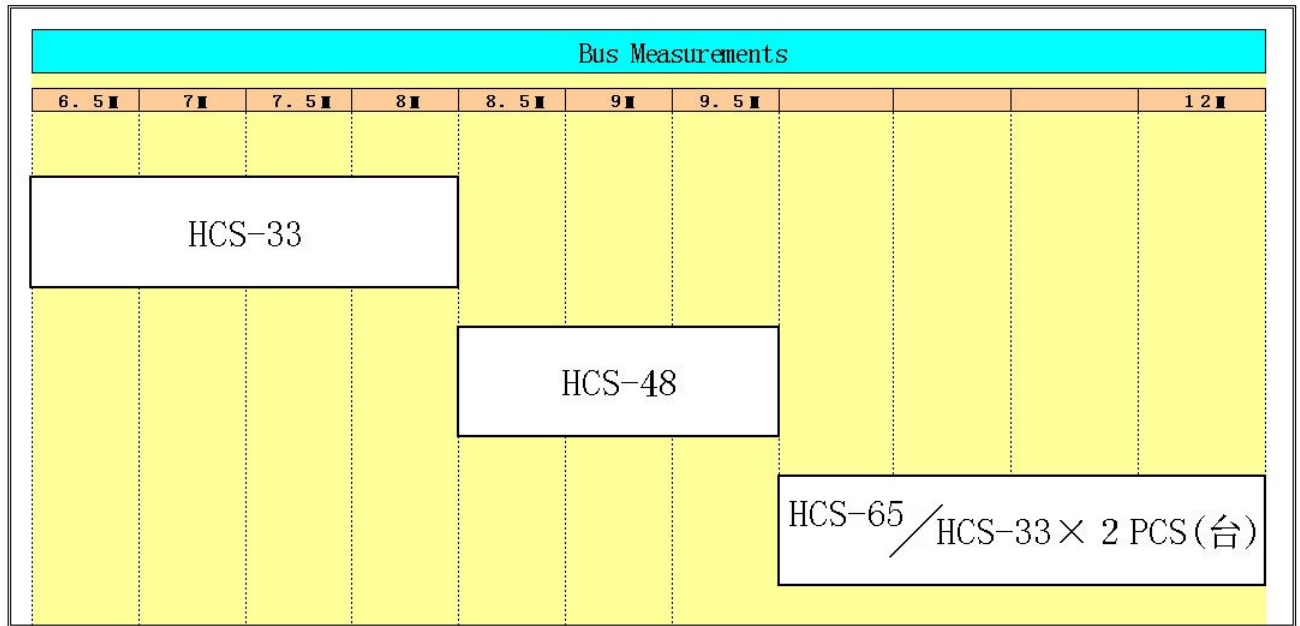 Bus Measurements
6. 5 7 7. 5 8 8. 5 9 9. 5 12
HCS-33
HCS-48
HCS-65／HCS-33× 2 PCS(台)